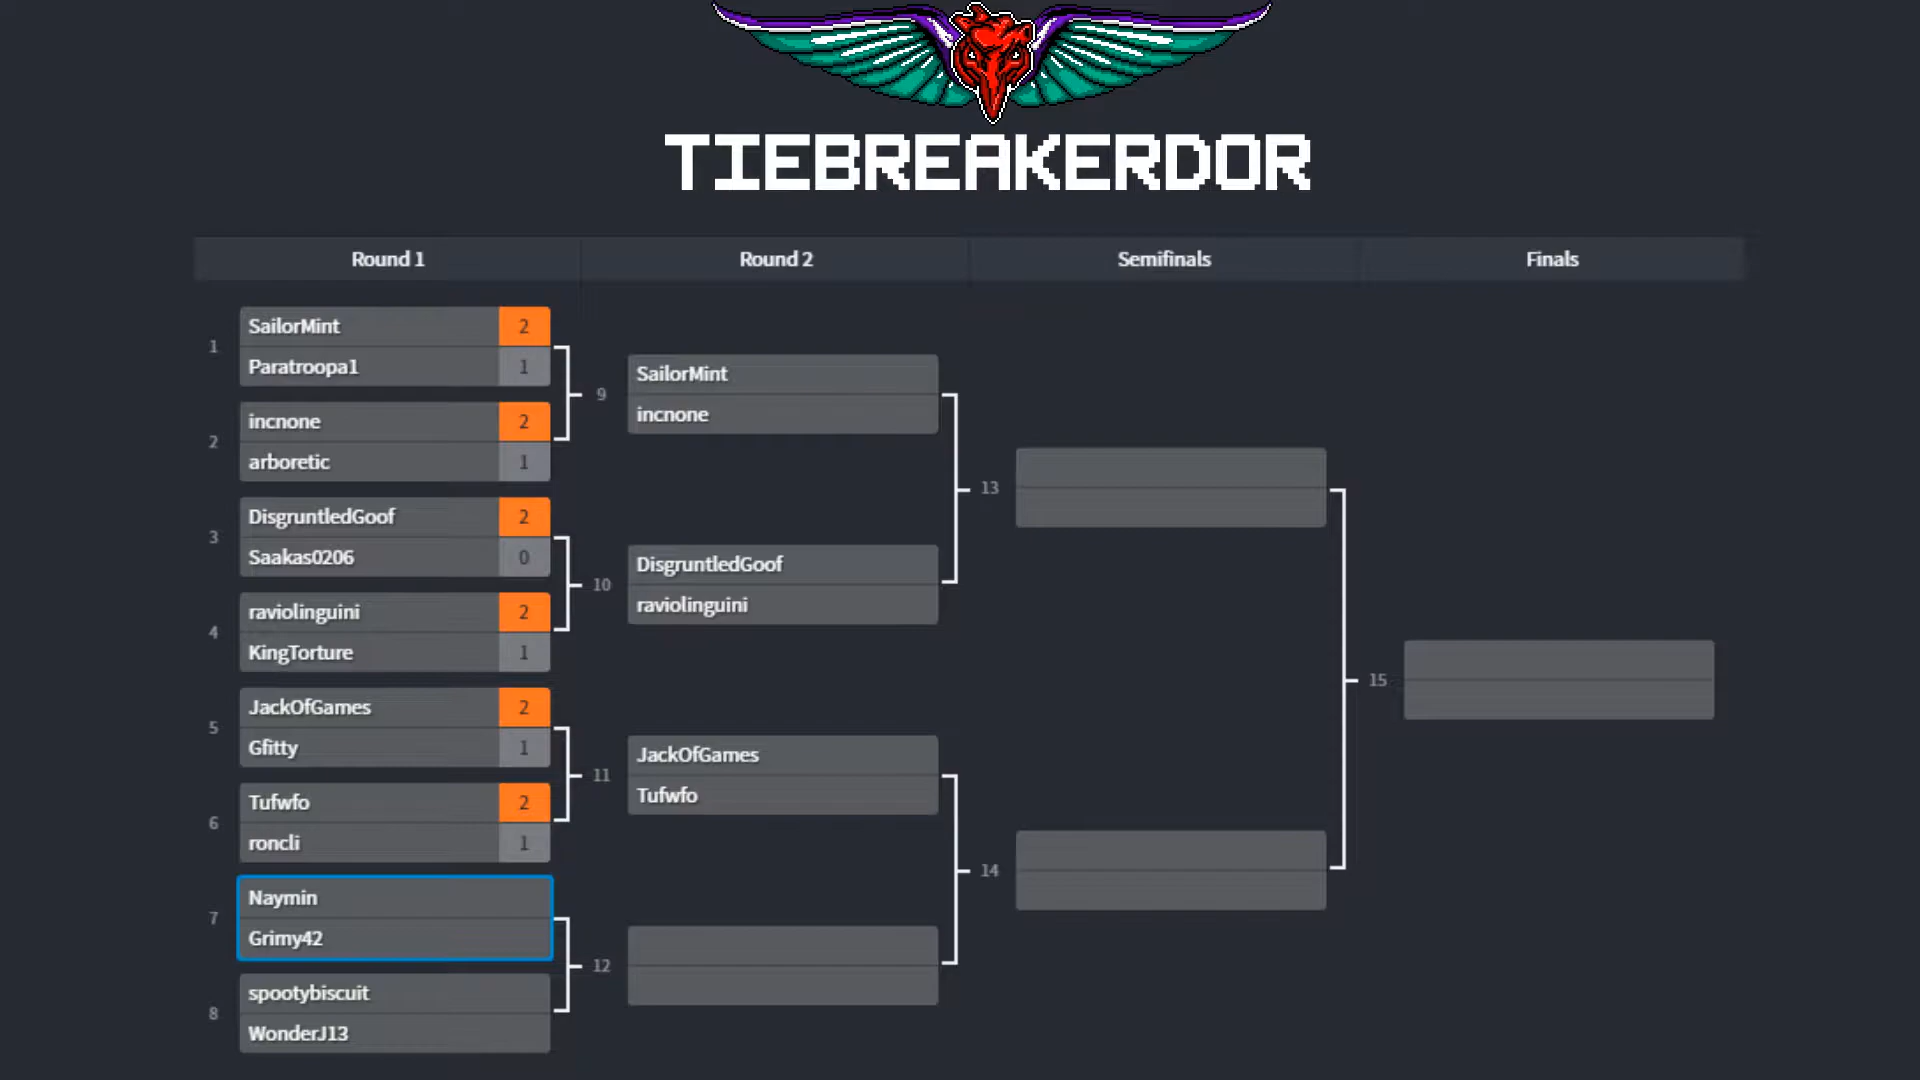 TIEBREAKERDOR
Round 1
Round 2
Semifinals
Finals
1
SailorMint 2
Paratroopa1 1
2
incnone 2
arboretic 1
3
DisgruntledGoof 2
Saakas0206 0
4
raviolinguini 2
KingTorture 1
5
JackOfGames 2
Gfitty 1
6
Tufwfo 2
roncli 1
7
Naymin
Grimy42
8
spootybiscuit
WonderJ13
9
SailorMint
incnone
10
DisgruntledGoof
raviolinguini
11
JackOfGames
Tufwfo
12
13
14
15